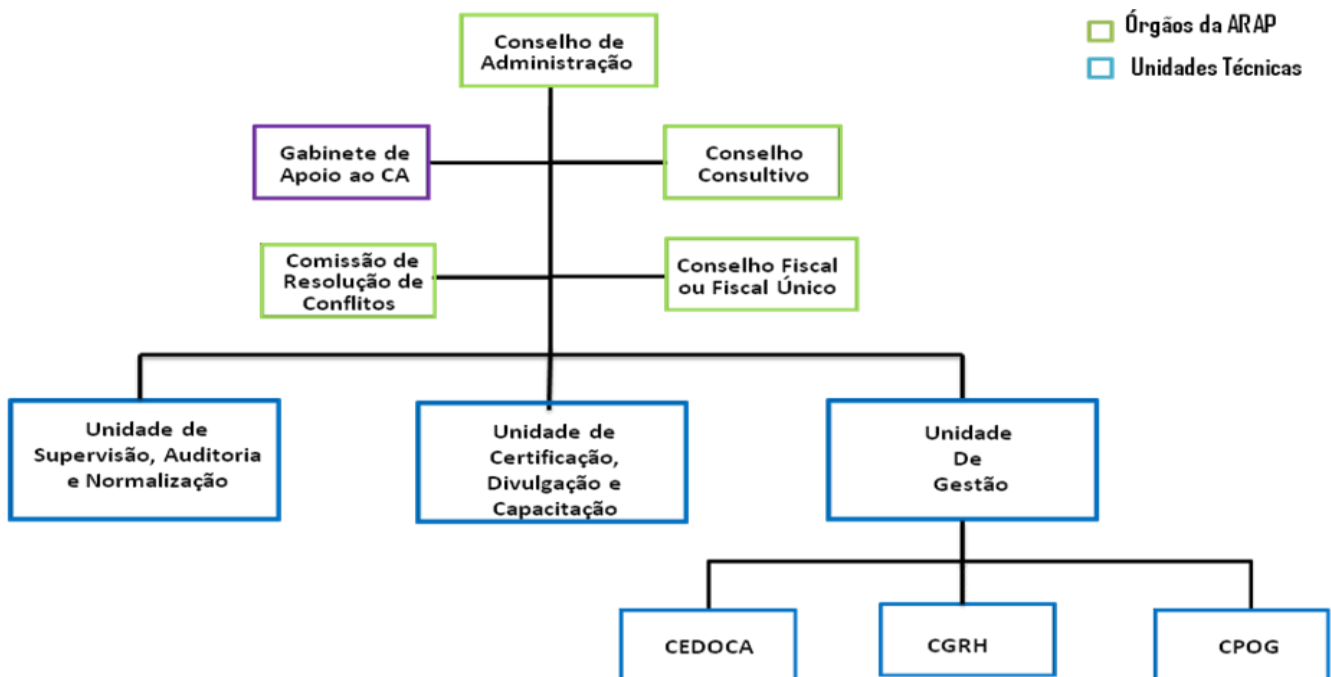 Conselho de
Administração
Órgãos da ARAP
Unidades Técnicas
Gabinete de
Apoio ao CA
Conselho
Consultivo
Comissão de
Resolução de
Conflitos
Conselho Fiscal
ou Fiscal Único
Unidade de
Supervisão, Auditoria
e Normalização
Unidade de
Certificação,
Divulgação e
Capacitação
Unidade
De
Gestão
CEDOCA
CGRH
CPOG